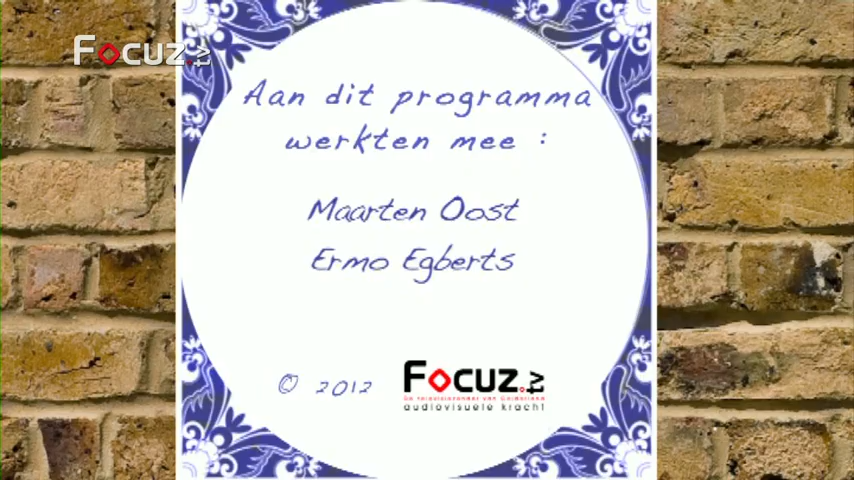 Focuz.tv
Aan dit programma
werkten mee :
Maarten Oost
Ermo Egberts
© 2012
Focuz.tv
audiovisuele kracht